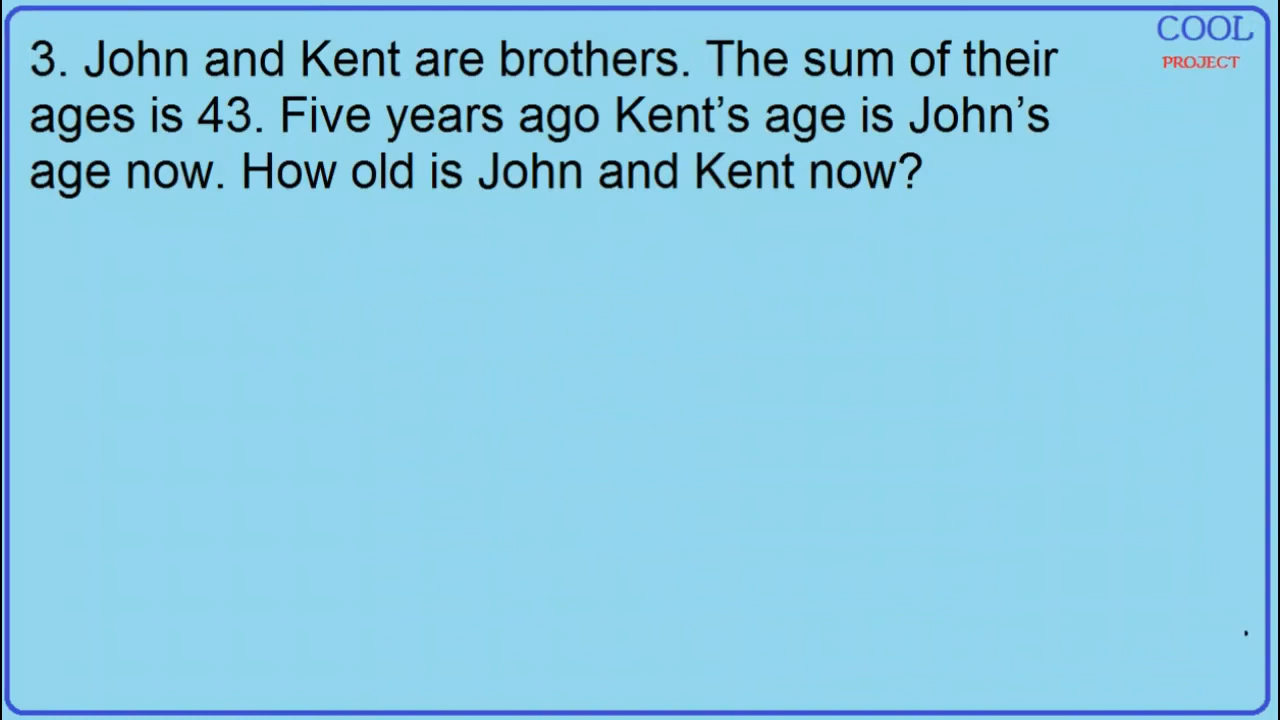 COOL
PROJECT
3. John and Kent are brothers. The sum of their
ages is 43. Five years ago Kent’s age is John’s
age now. How old is John and Kent now?